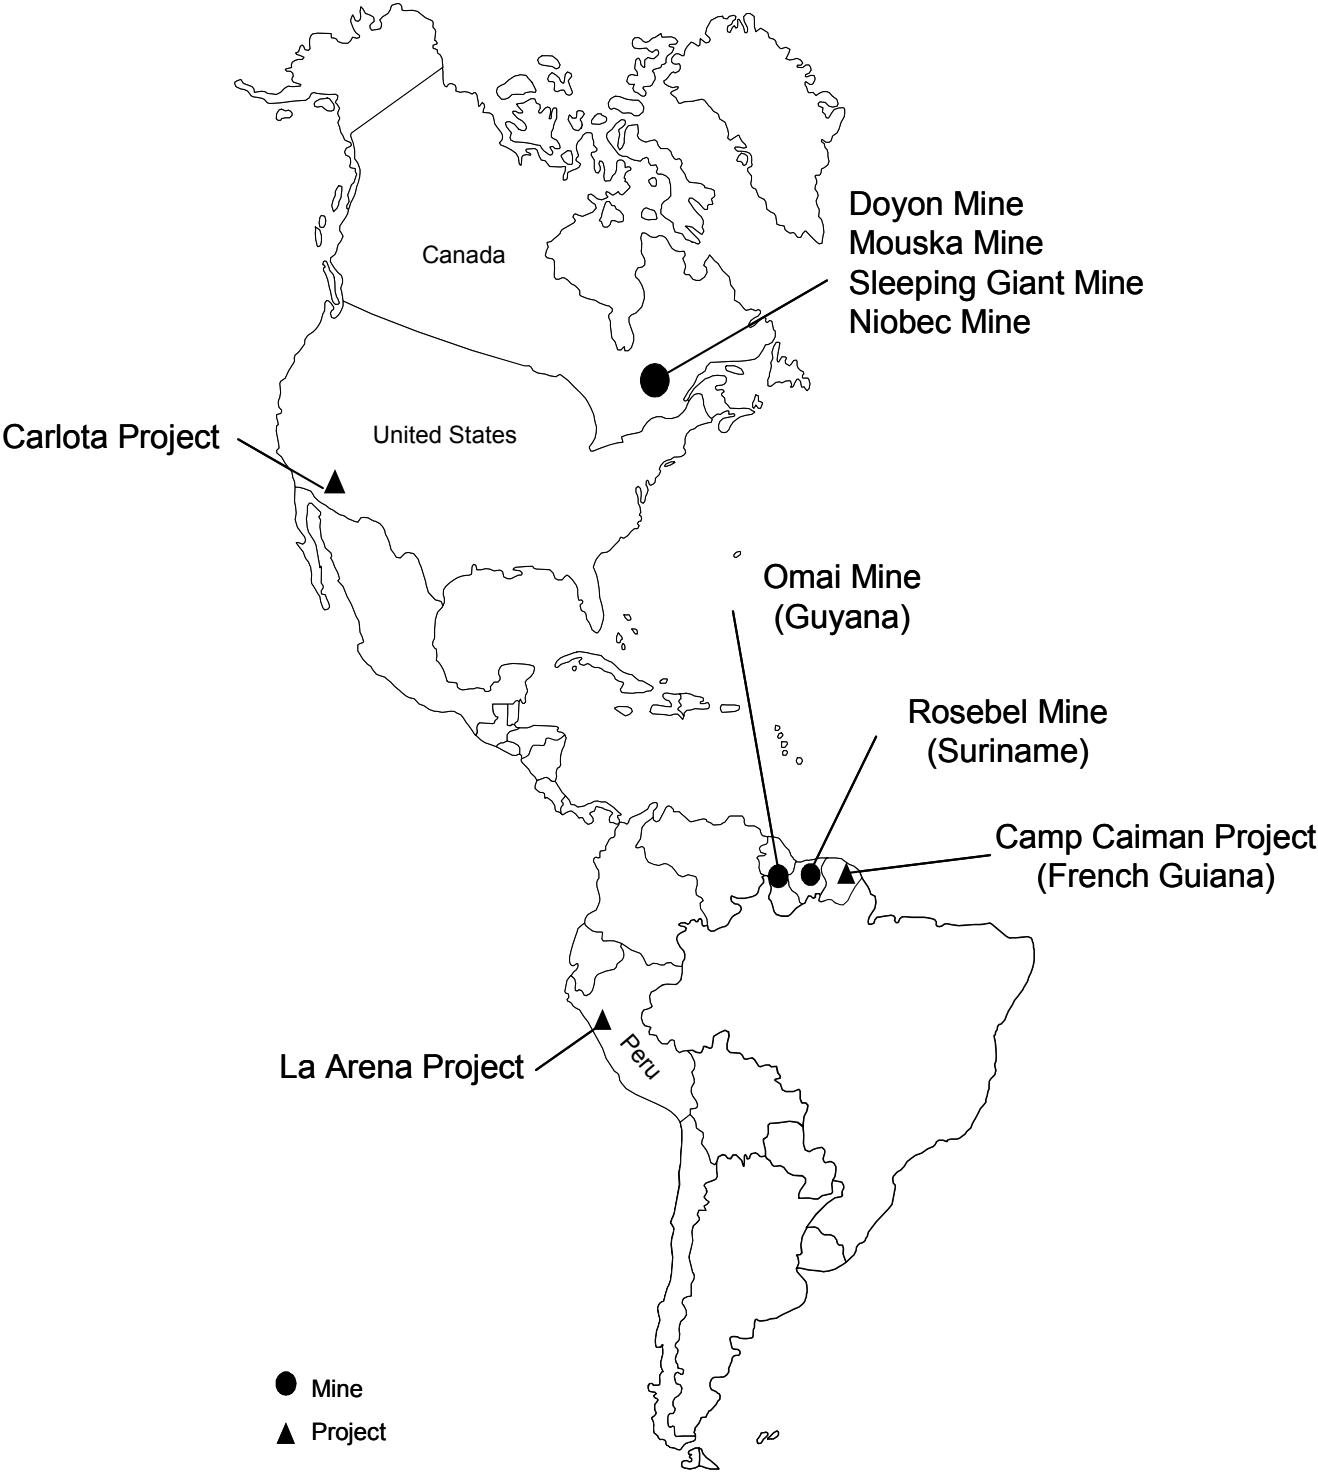 Doyon Mine
Mouska Mine
Sleeping Giant Mine
Niobec Mine
Canada
Carlota Project
United States
Omai Mine
(Guyana)
Rosebel Mine
(Suriname)
Camp Caiman Project
(French Guiana)
La Arena Project
Peru
Mine
Project